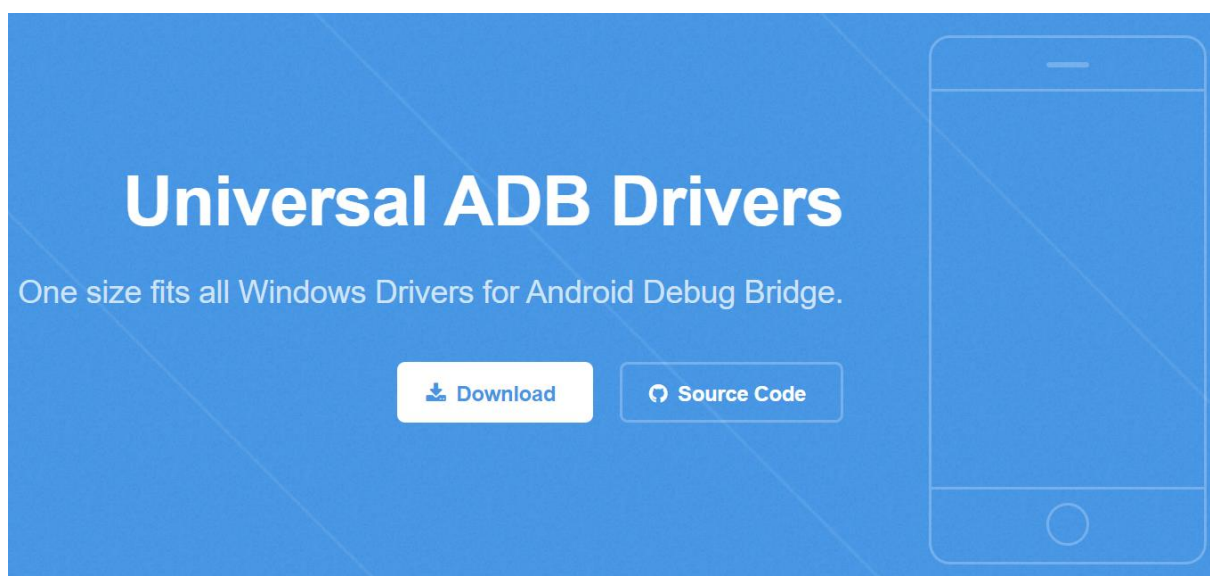 Universal ADB Drivers
One size fits all Windows Drivers for Android Debug Bridge.
Download
Source Code